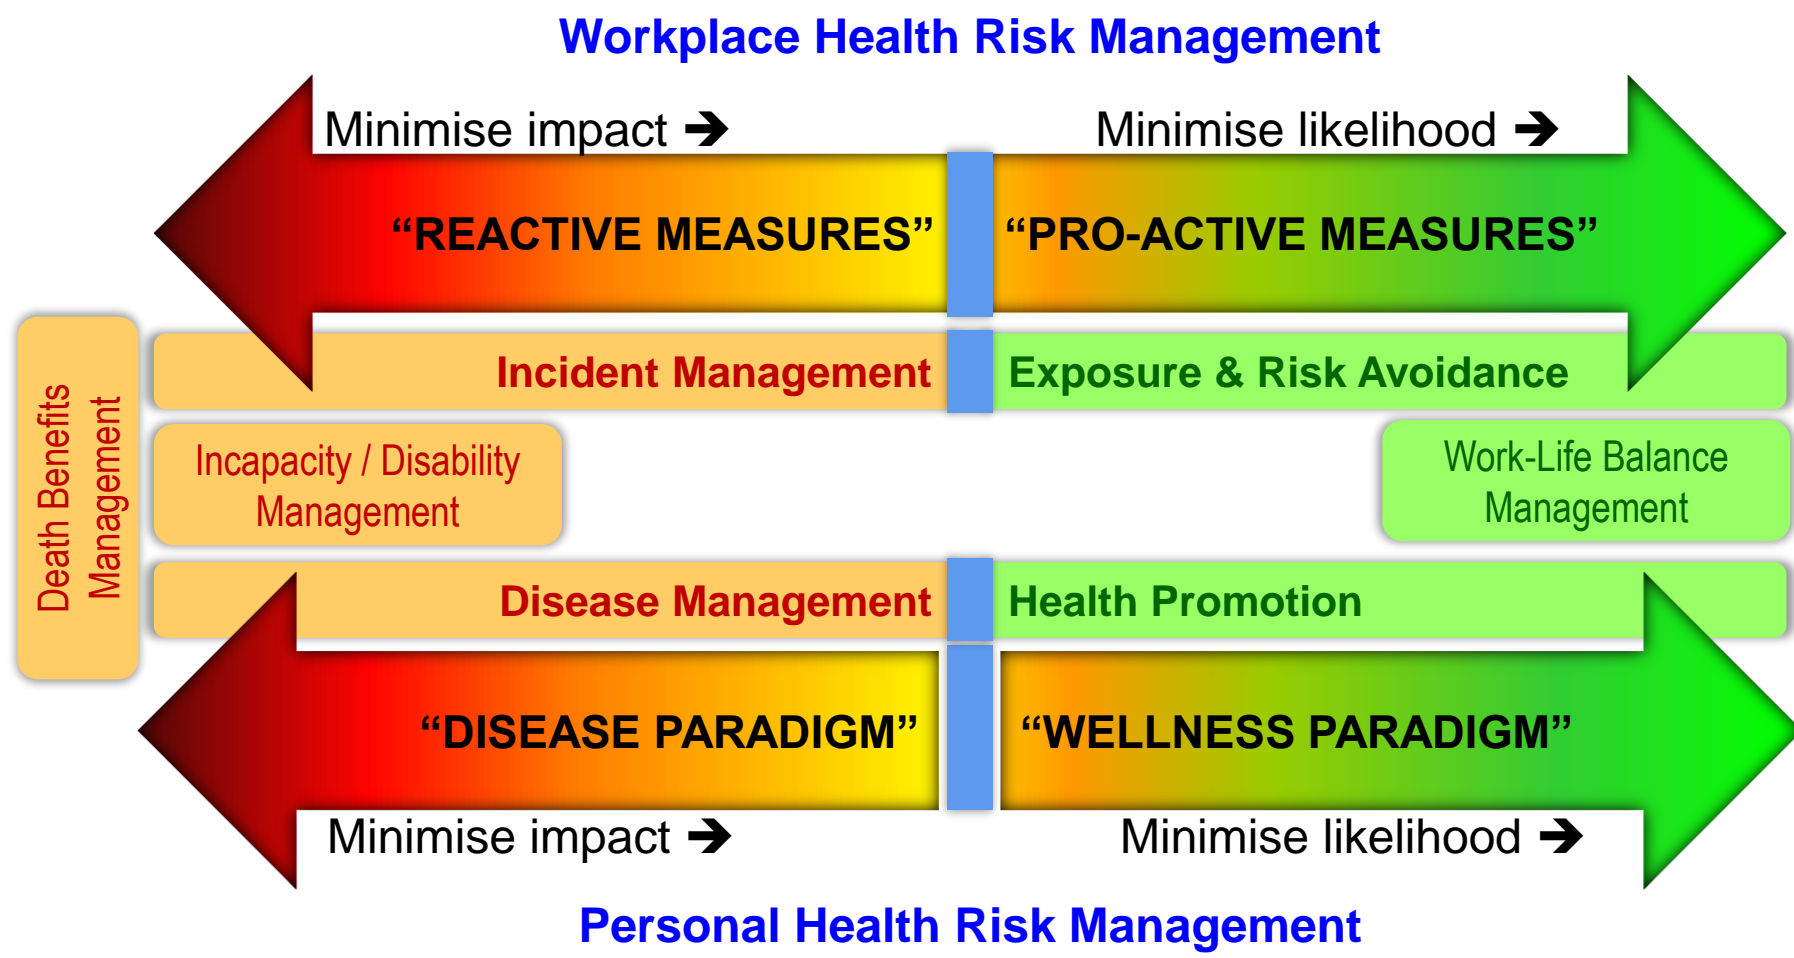 Workplace Health Risk Management
Minimise impact ➔
Minimise likelihood ➔
“REACTIVE MEASURES”
“PRO-ACTIVE MEASURES”
Incident Management
Exposure & Risk Avoidance
Death Benefits
Management
Incapacity / Disability
Management
Work-Life Balance
Management
Disease Management
Health Promotion
“DISEASE PARADIGM”
“WELLNESS PARADIGM”
Minimise impact ➔
Minimise likelihood ➔
Personal Health Risk Management